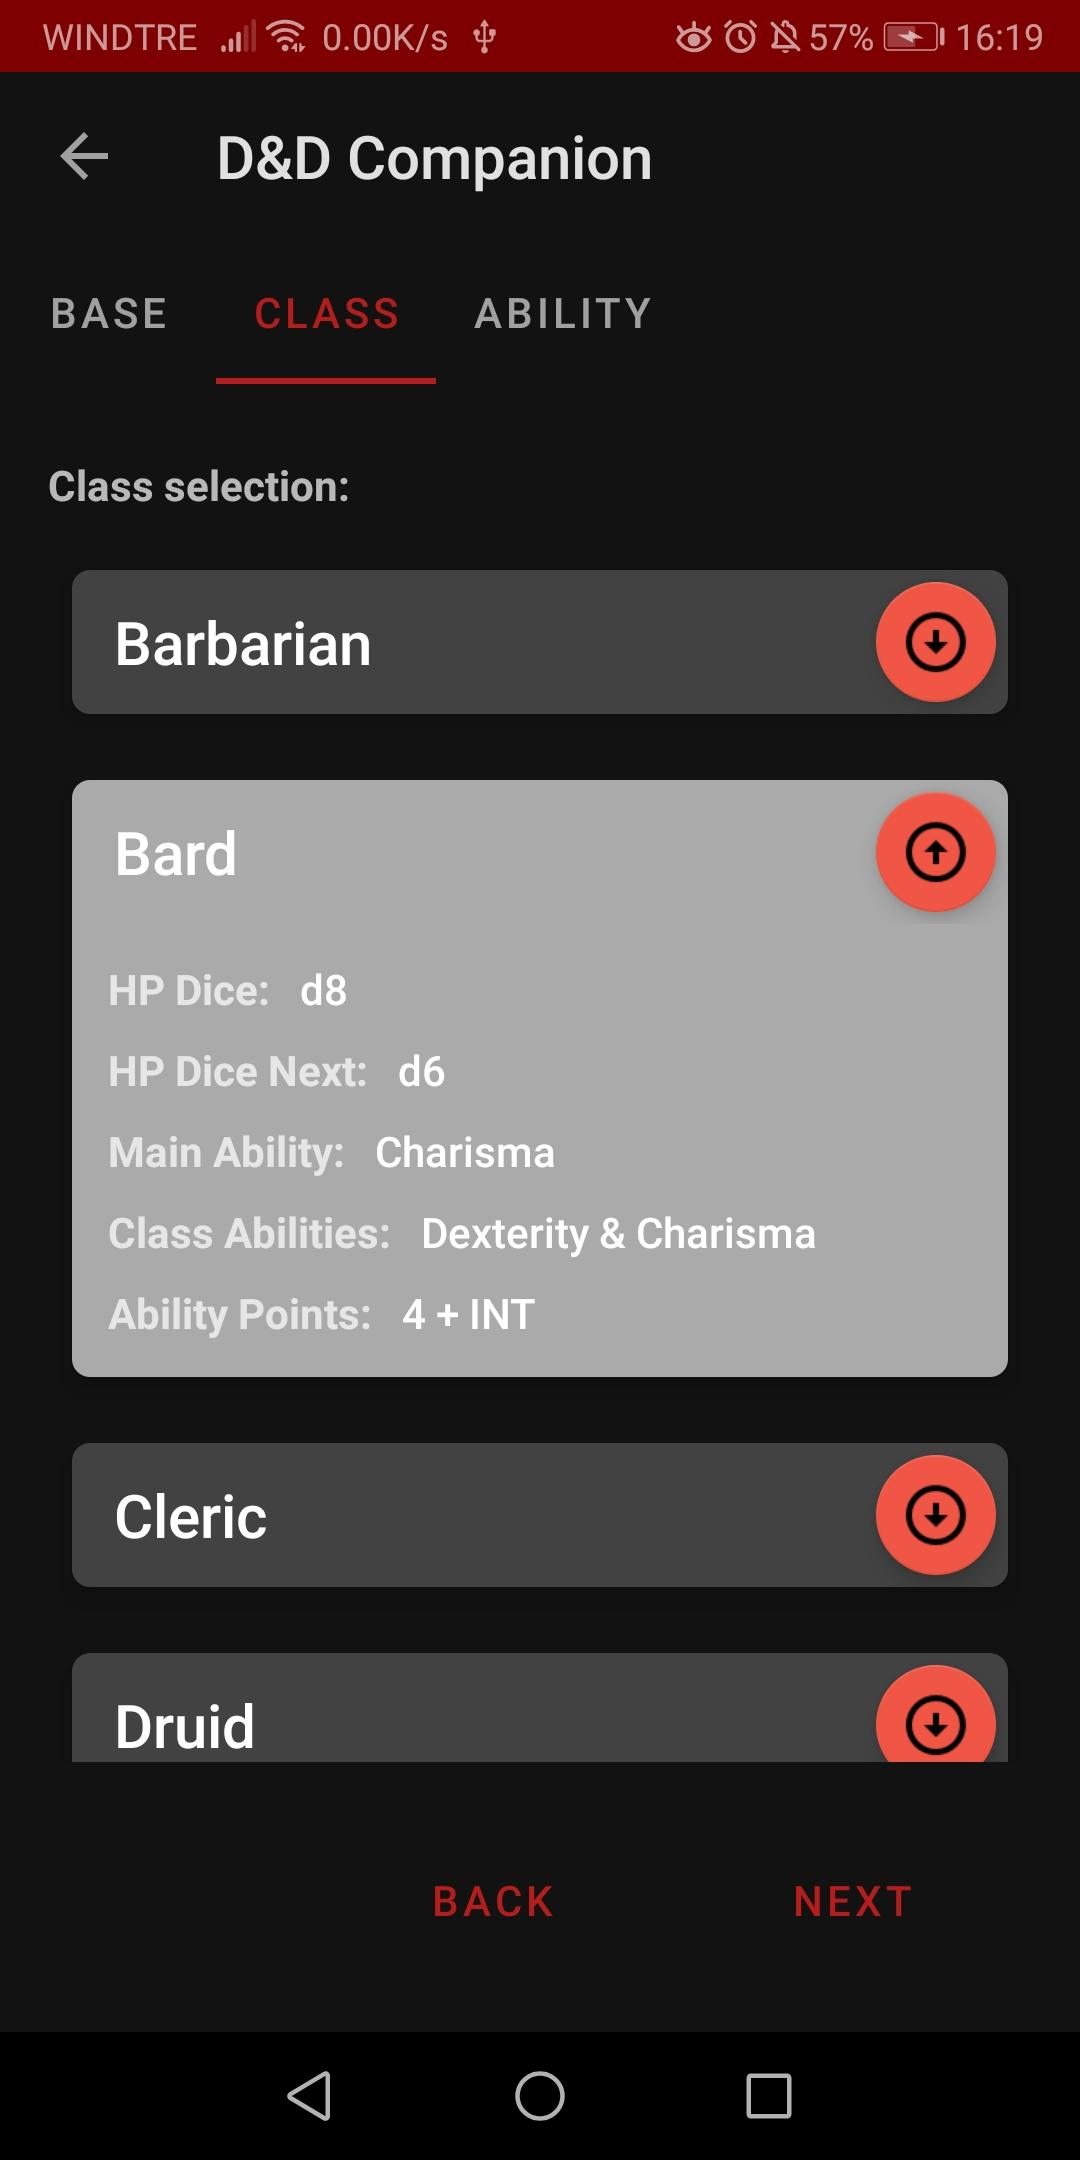 WINDTRE 0.00K/s 57% 16:19
D&D Companion
BASE CLASS ABILITY
Class selection:
Barbarian
Bard
HP Dice: d8
HP Dice Next: d6
Main Ability: Charisma
Class Abilities: Dexterity & Charisma
Ability Points: 4 + INT
Cleric
Druid
BACK NEXT